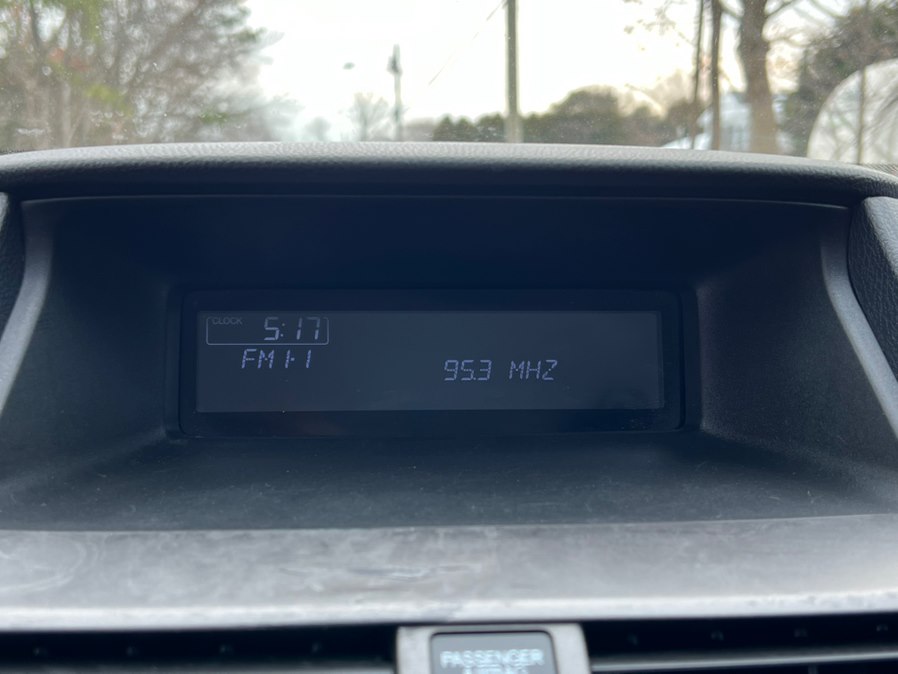 CLOCK 5:17
FM1-1
95.3 MHZ
PASSENGER